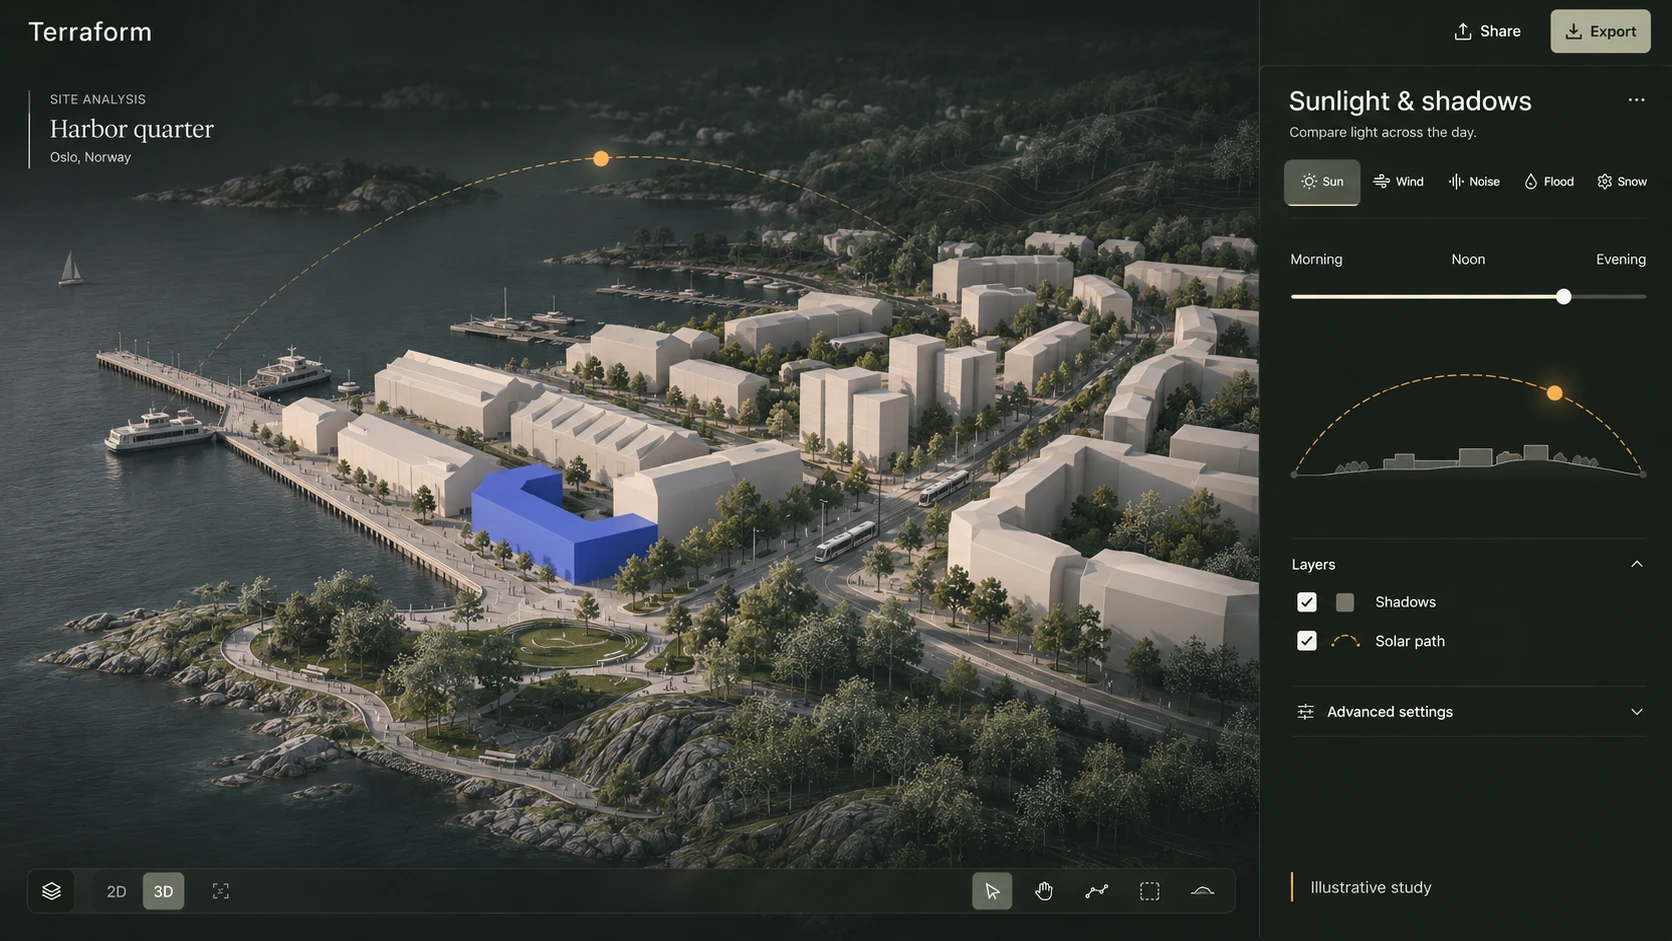 Terraform
Share
Export
SITE ANALYSIS
Harbor quarter
Oslo, Norway
Sunlight & shadows
Compare light across the day.
Sun
Wind
Noise
Flood
Snow
Morning
Noon
Evening
Layers
Shadows
Solar path
Advanced settings
Illustrative study
2D
3D